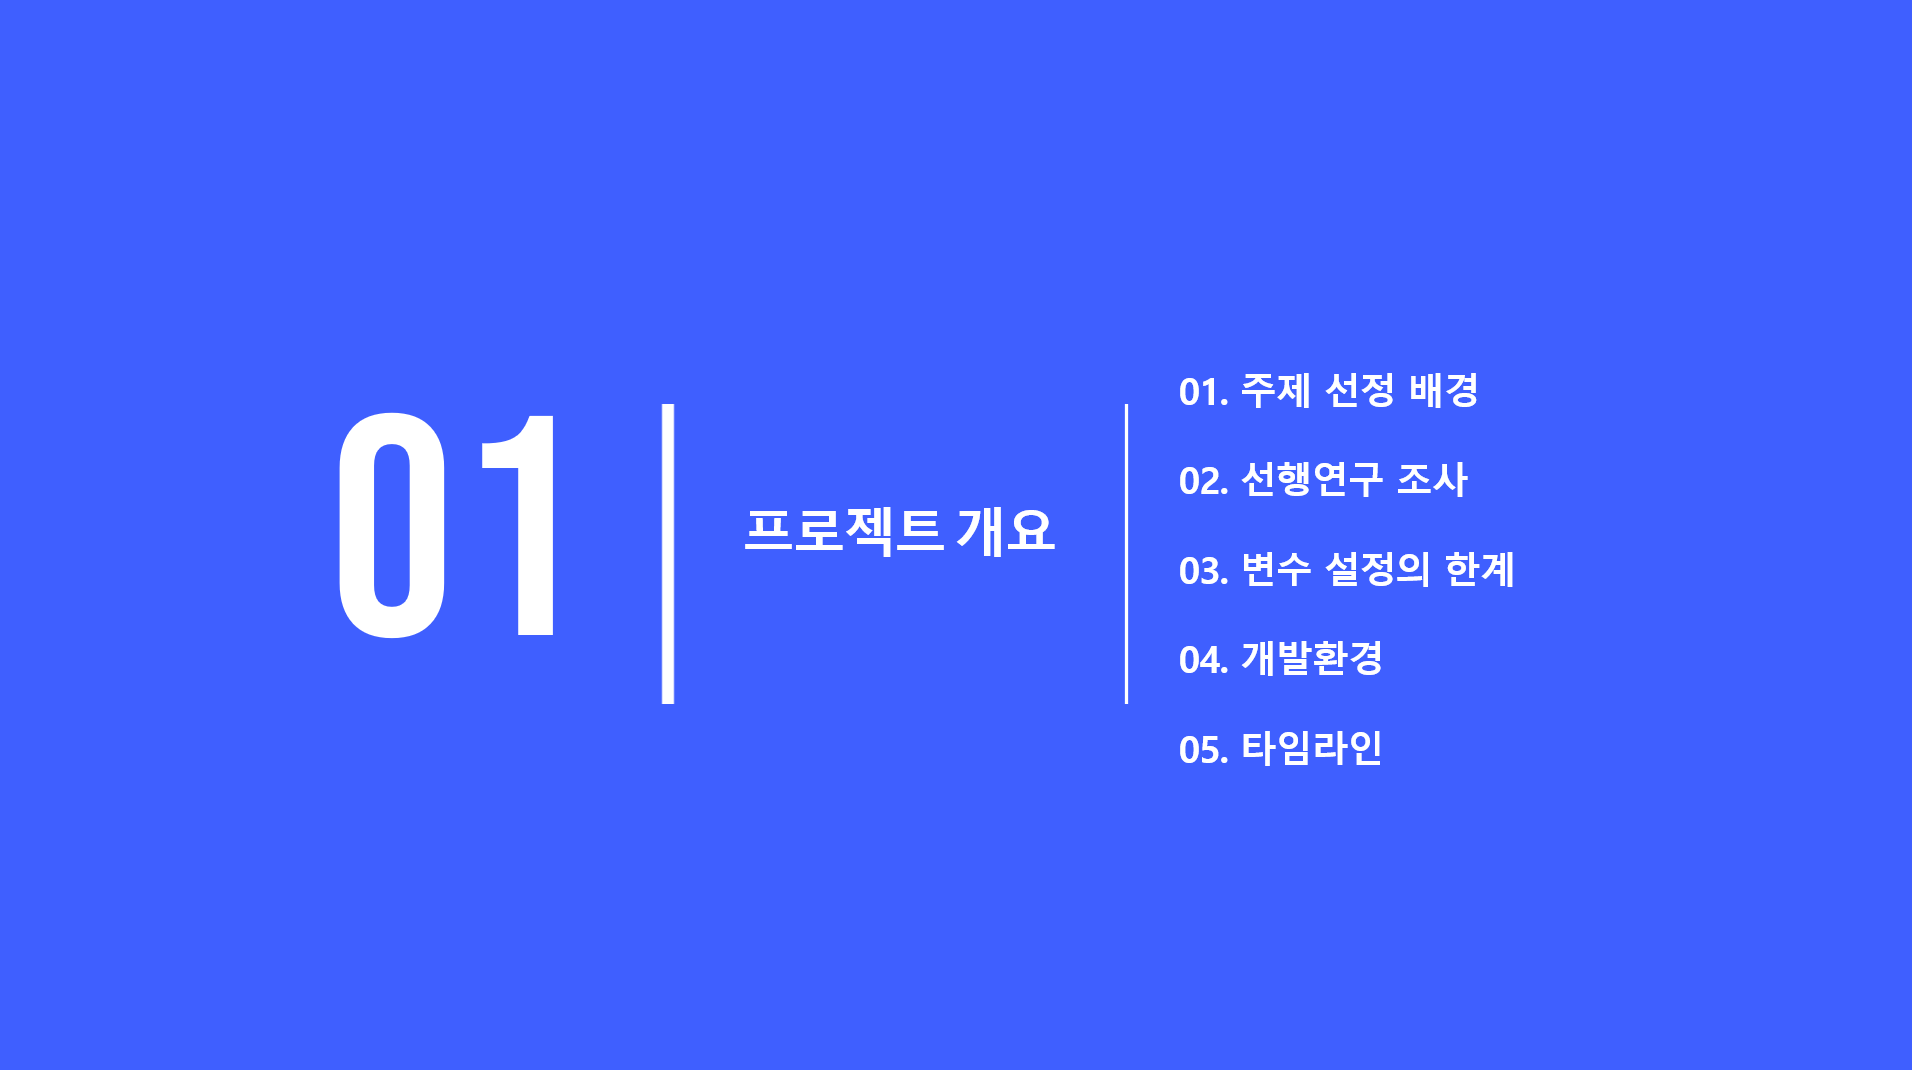 01
프로젝트 개요
01. 주제 선정 배경
02. 선행연구 조사
03. 변수 설정의 한계
04. 개발환경
05. 타임라인